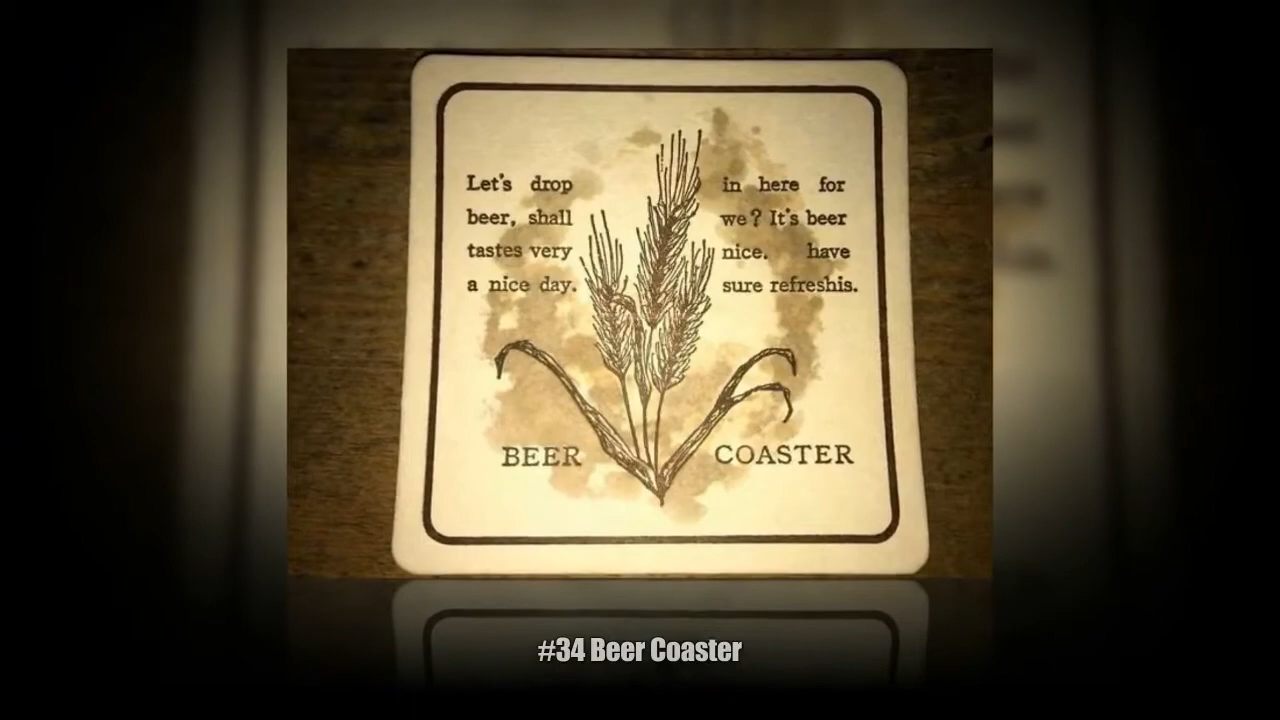 Let's drop in here for
beer, shall we? It's beer
tastes very nice. have
a nice day. sure refreshis.
BEER COASTER
#34 Beer Coaster